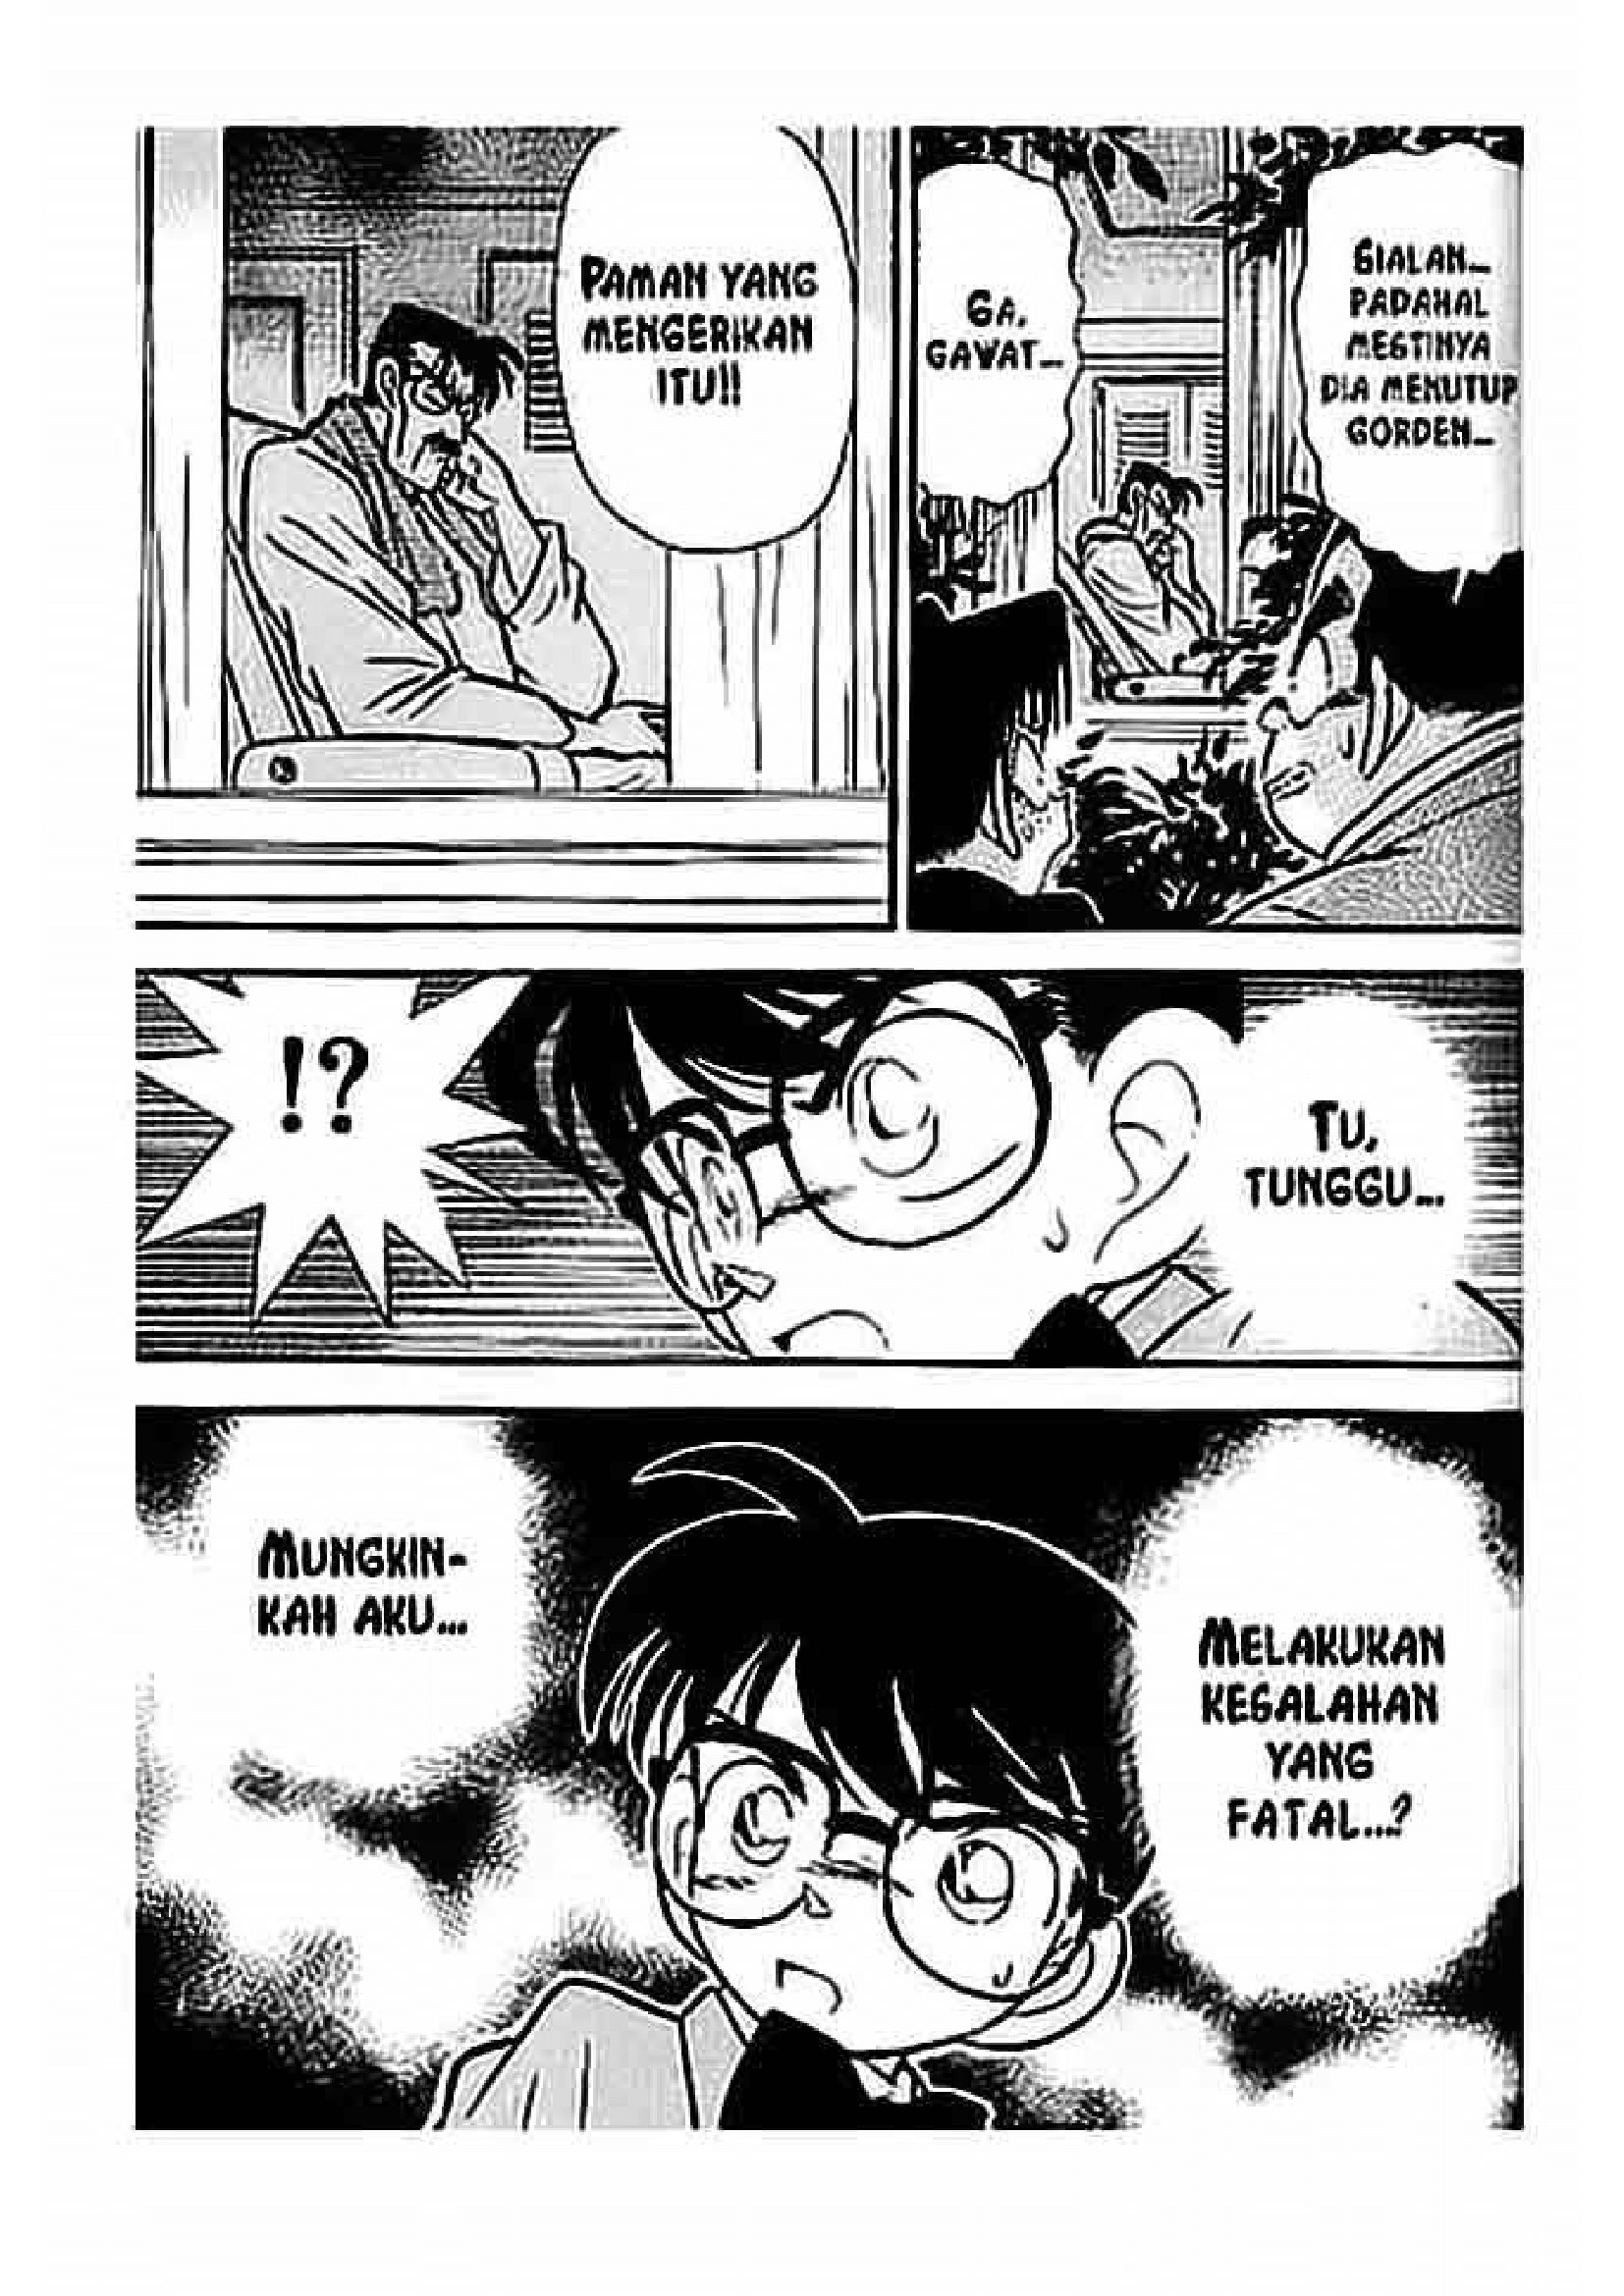 PAMAN YANG
MENGERIKAN
ITU!!
GA,
GAWAT...
SIALAN...
PADAHAL
MESTINYA
DIA MENUTUP
GORDEN...
!?
TU,
TUNGGU...
MUNGKIN-
KAH AKU...
MELAKUKAN
KESALAHAN
YANG
FATAL...?